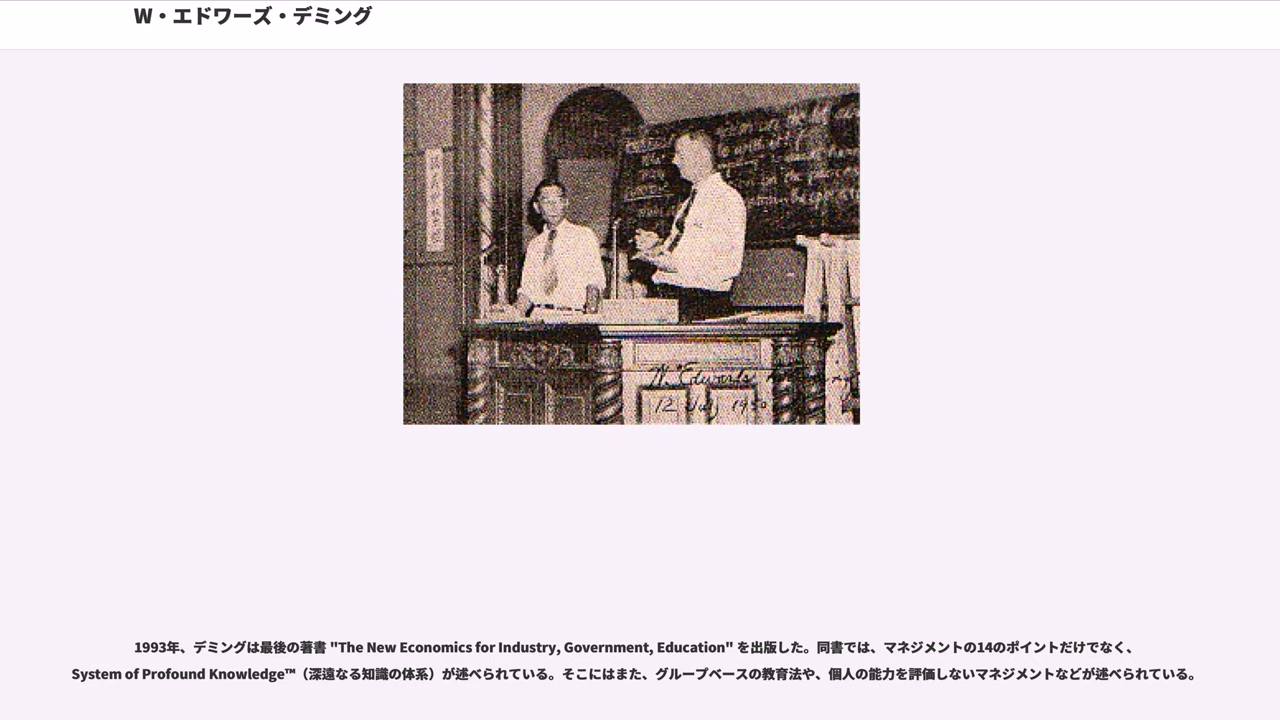 W・エドワーズ・デミング
W. Edwards
12 July 1950
1993年、デミングは最後の著書 "The New Economics for Industry, Government, Education" を出版した。同書では、マネジメントの14のポイントだけでなく、
System of Profound Knowledge™（深遠なる知識の体系）が述べられている。そこにはまた、グループベースの教育法や、個人の能力を評価しないマネジメントなどが述べられている。